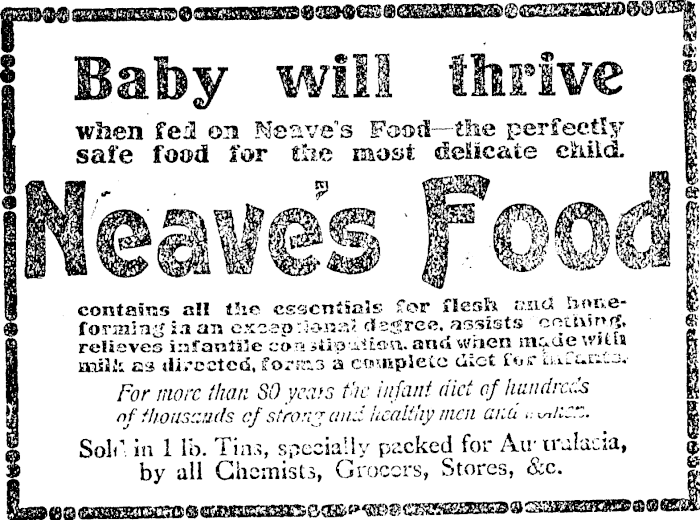 Baby will thrive
when fed on Neave's Food—the perfectly
safe food for the most delicate child.
Neave's Food
contains all the essentials for flesh and bone-
forming in an exceptional degree, assists teething,
relieves infantile constipation, and when made with
milk as directed, forms a complete diet for infants.
For more than 80 years the infant diet of hundreds
of thousands of strong and healthy men and women.
Sold in 1 lb. Tins, specially packed for Australasia,
by all Chemists, Grocers, Stores, &c.